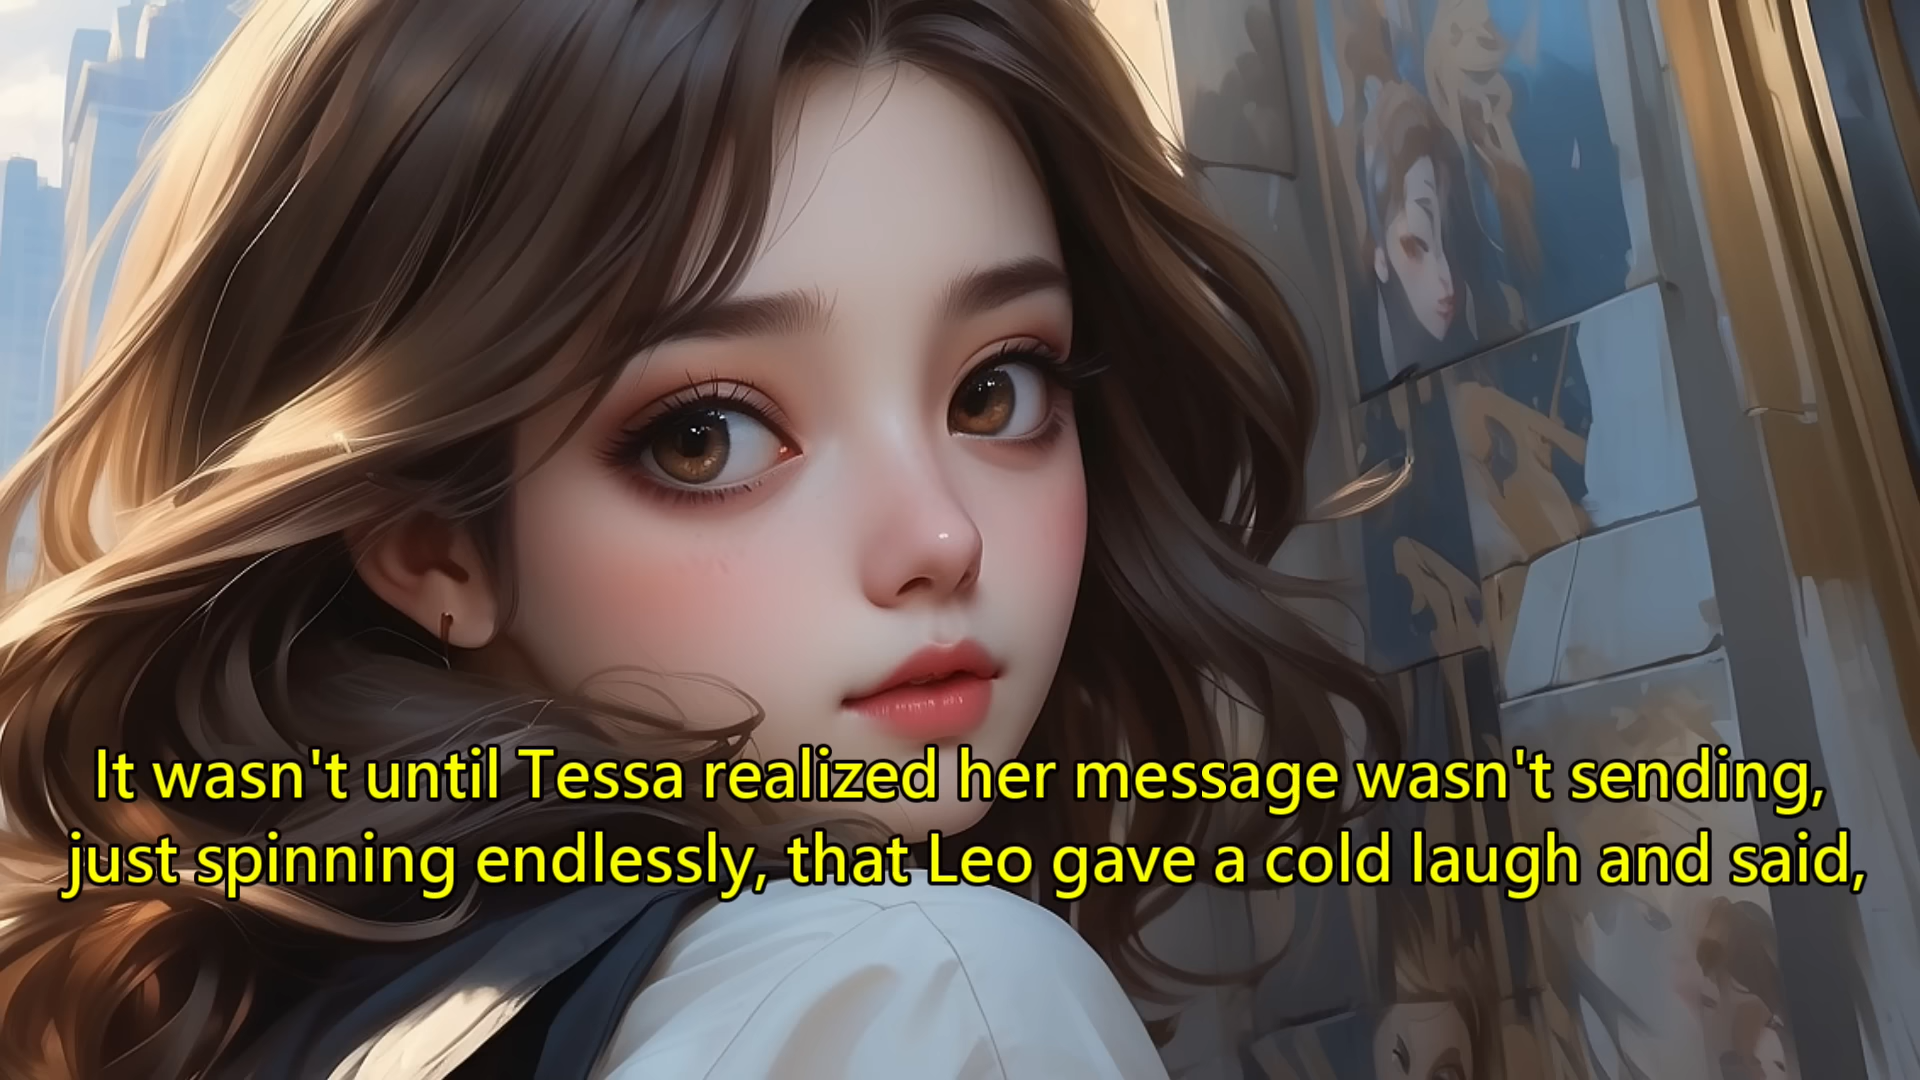 It wasn't until Tessa realized her message wasn't sending,
just spinning endlessly, that Leo gave a cold laugh and said,